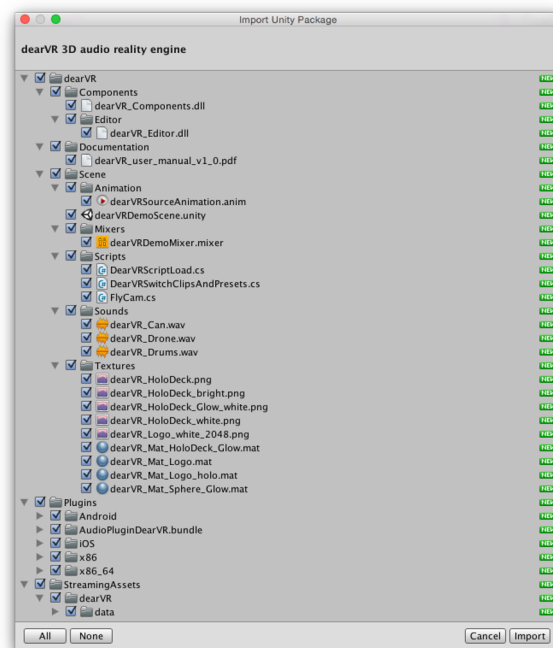 Import Unity Package
dearVR 3D audio reality engine
dearVR
Components
dearVR_Components.dll
Editor
dearVR_Editor.dll
Documentation
dearVR_user_manual_v1_0.pdf
Scene
Animation
dearVRSourceAnimation.anim
dearVRDemoScene.unity
Mixers
dearVRDemoMixer.mixer
Scripts
DearVRScriptLoad.cs
DearVRSwitchClipsAndPresets.cs
FlyCam.cs
Sounds
dearVR_Can.wav
dearVR_Drone.wav
dearVR_Drums.wav
Textures
dearVR_HoloDeck.png
dearVR_HoloDeck_bright.png
dearVR_HoloDeck_Glow_white.png
dearVR_HoloDeck_white.png
dearVR_Logo_white_2048.png
dearVR_Mat_HoloDeck_Glow.mat
dearVR_Mat_Logo.mat
dearVR_Mat_Logo_holo.mat
dearVR_Mat_Sphere_Glow.mat
Plugins
Android
AudioPluginDearVR.bundle
iOS
x86
x86_64
StreamingAssets
dearVR
data
All None Cancel Import